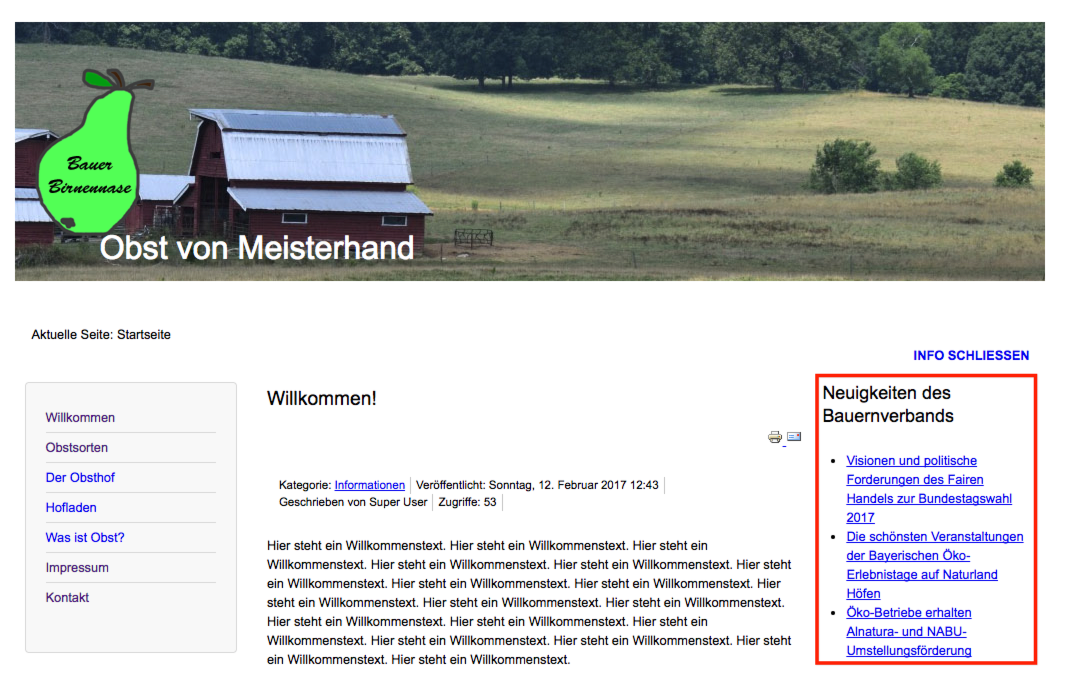 Bauer
Birnennase
Obst von Meisterhand
Aktuelle Seite: Startseite
INFO SCHLIESSEN
Willkommen
Obstsorten
Der Obsthof
Hofladen
Was ist Obst?
Impressum
Kontakt
Willkommen!
Kategorie: Informationen Veröffentlicht: Sonntag, 12. Februar 2017 12:43
Geschrieben von Super User Zugriffe: 53
Hier steht ein Willkommenstext. Hier steht ein Willkommenstext. Hier steht ein
Willkommenstext. Hier steht ein Willkommenstext. Hier steht ein Willkommenstext. Hier steht
ein Willkommenstext. Hier steht ein Willkommenstext. Hier steht ein Willkommenstext. Hier
steht ein Willkommenstext. Hier steht ein Willkommenstext. Hier steht ein Willkommenstext.
Hier steht ein Willkommenstext. Hier steht ein Willkommenstext. Hier steht ein
Willkommenstext. Hier steht ein Willkommenstext. Hier steht ein Willkommenstext. Hier steht
ein Willkommenstext. Hier steht ein Willkommenstext.
Neuigkeiten des
Bauernverbands
Visionen und politische
Forderungen des Fairen
Handels zur Bundestagswahl
2017
Die schönsten Veranstaltungen
der Bayerischen Öko-
Erlebnistage auf Naturland
Höfen
Öko-Betriebe erhalten
Alnatura- und NABU-
Umstellungsförderung